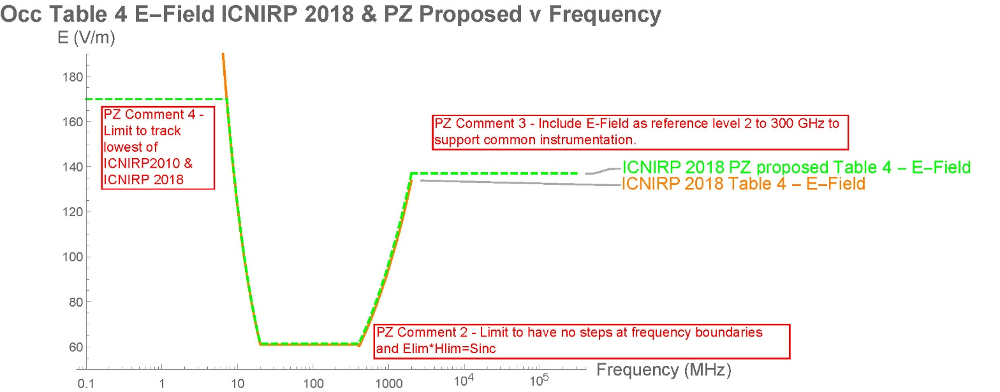 Occ Table 4 E–Field ICNIRP 2018 & PZ Proposed v Frequency
E (V/m)
180
160
140
120
100
80
60
PZ Comment 4 -
Limit to track
lowest of
ICNIRP2010 &
ICNIRP 2018
PZ Comment 3 - Include E-Field as reference level 2 to 300 GHz to
support common instrumentation.
ICNIRP 2018 PZ proposed Table 4 – E–Field
ICNIRP 2018 Table 4 – E–Field
PZ Comment 2 - Limit to have no steps at frequency boundaries
and Elim*Hlim=Sinc
0.1 1 10 100 1000 10⁴ 10⁵
Frequency (MHz)